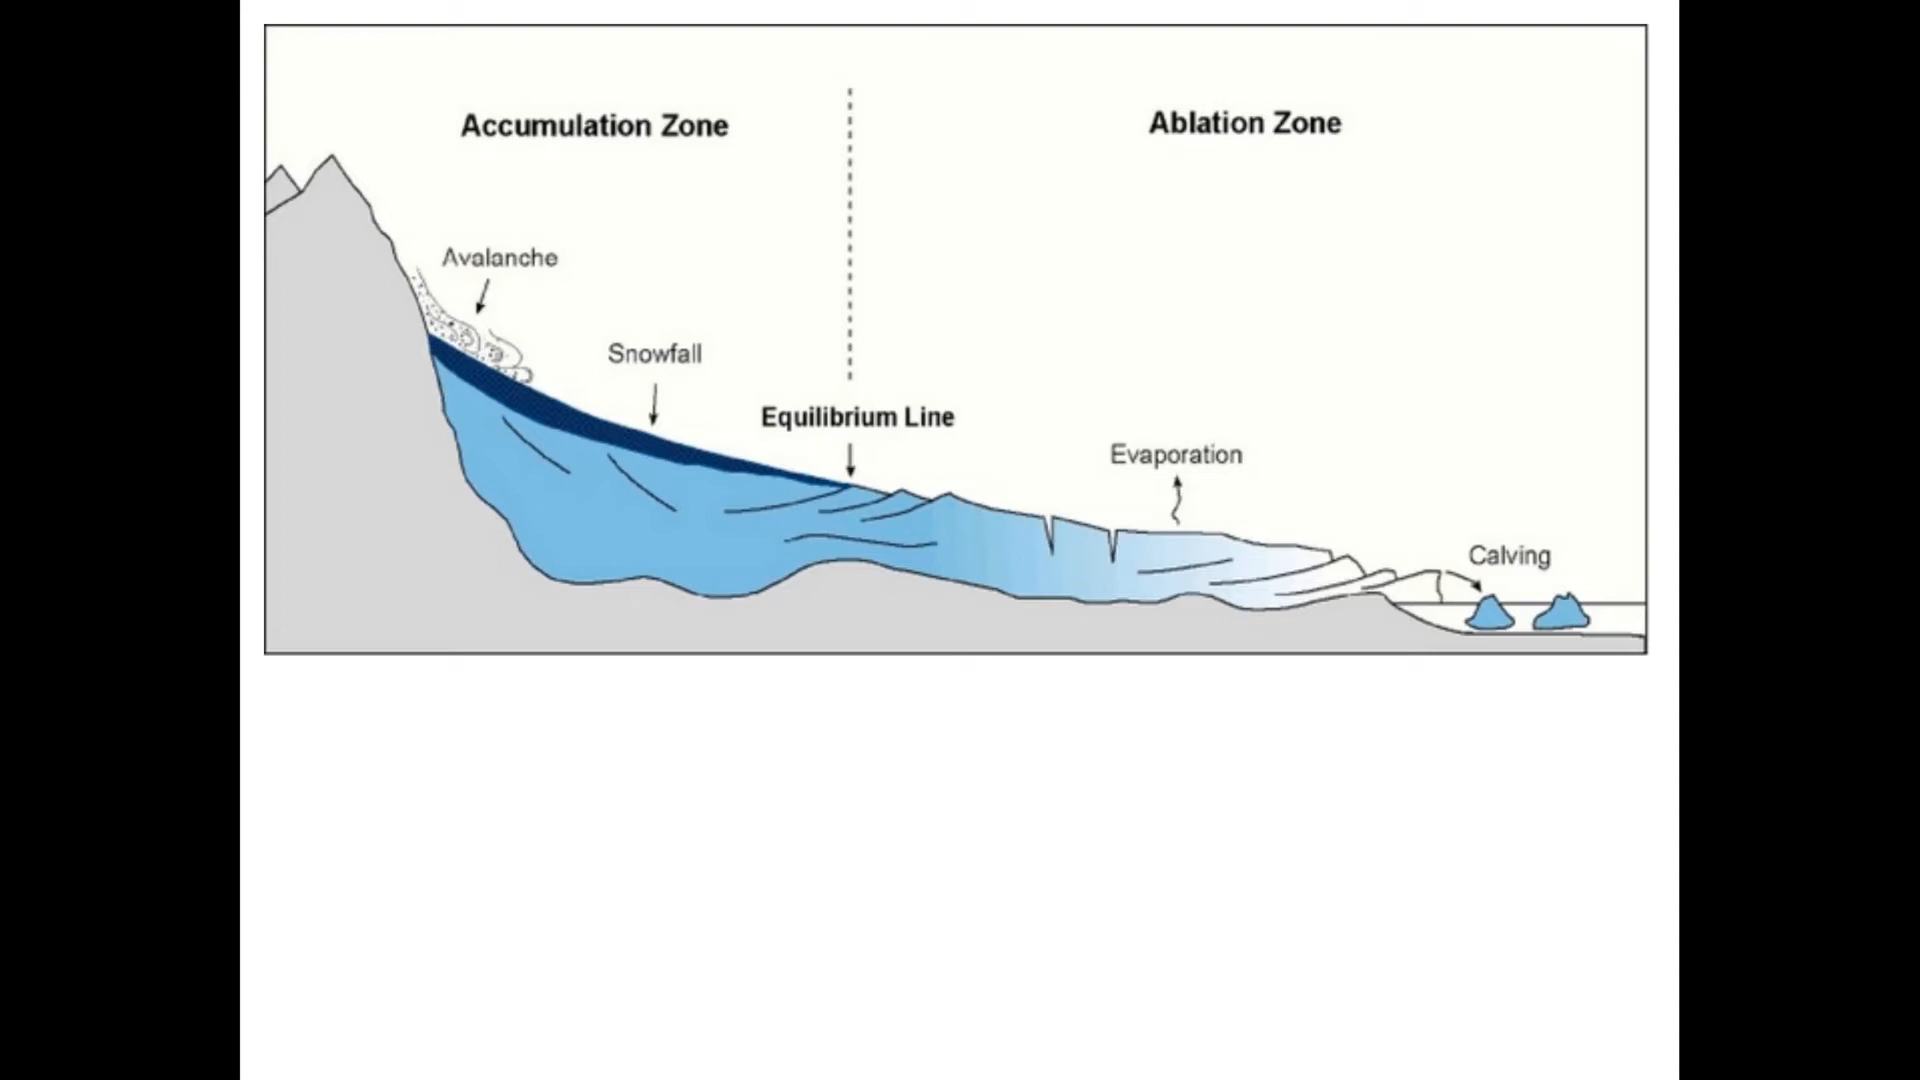 Accumulation Zone
Ablation Zone
Avalanche
Snowfall
Equilibrium Line
Evaporation
Calving